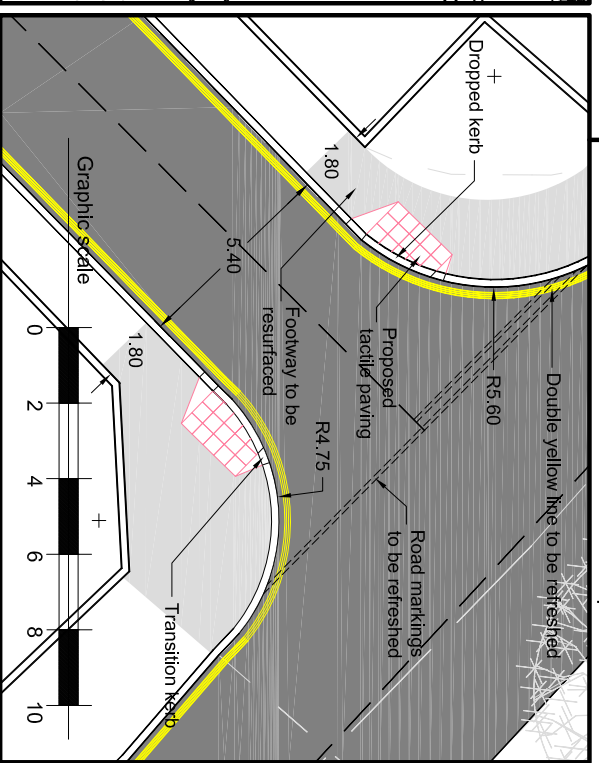 Dropped kerb
1.80
5.40
Footway to be
resurfaced
Proposed
tactile paving
R5.60
Double yellow line to be refreshed
Road markings
to be refreshed
R4.75
1.80
Transition kerb
Graphic scale
0
2
4
6
8
10